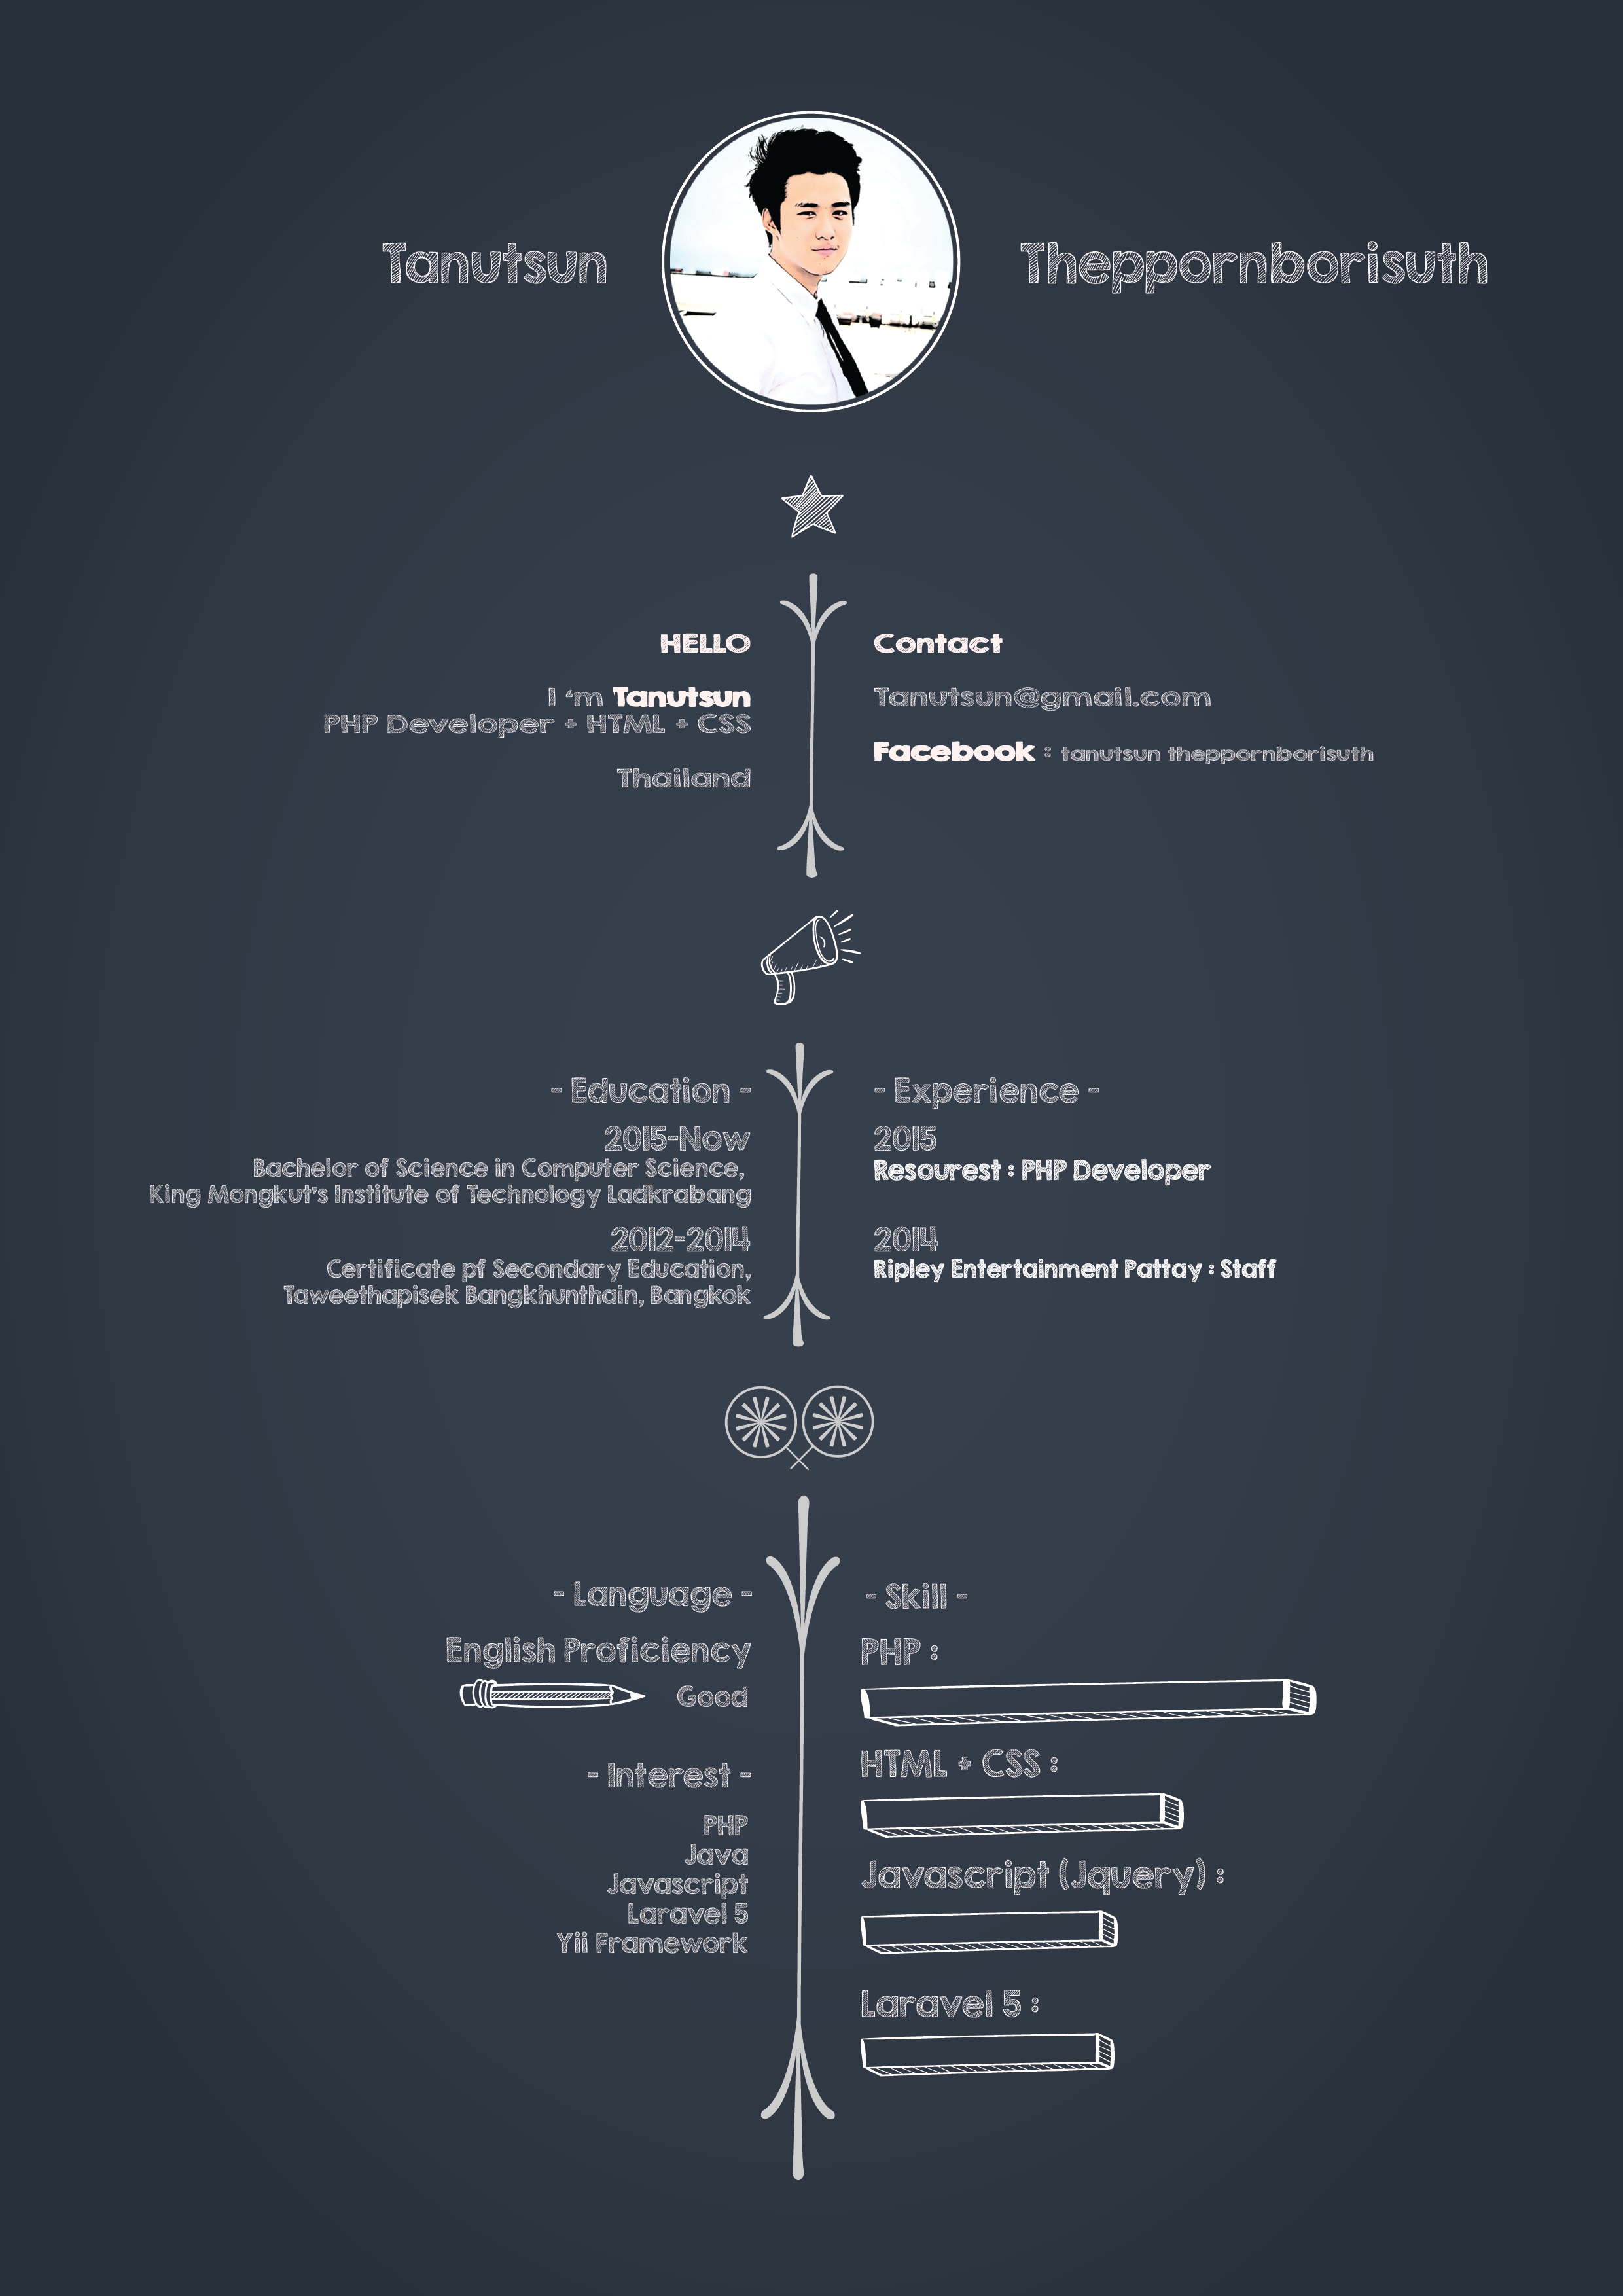 Tanutsun
Theppornborisuth
HELLO
I ‘m Tanutsun
PHP Developer + HTML + CSS
Thailand
Contact
Tanutsun@gmail.com
Facebook : tanutsun theppornborisuth
- Education -
2015-Now
Bachelor of Science in Computer Science,
King Mongkut's Institute of Technology Ladkrabang
2012-2014
Certificate pf Secondary Education,
Taweethapisek Bangkhunthain, Bangkok
- Experience -
2015
Resourest : PHP Developer
2014
Ripley Entertainment Pattay : Staff
- Language -
English Proficiency
Good
- Interest -
PHP
Java
Javascript
Laravel 5
Yii Framework
- Skill -
PHP :
HTML + CSS :
Javascript (Jquery) :
Laravel 5 :